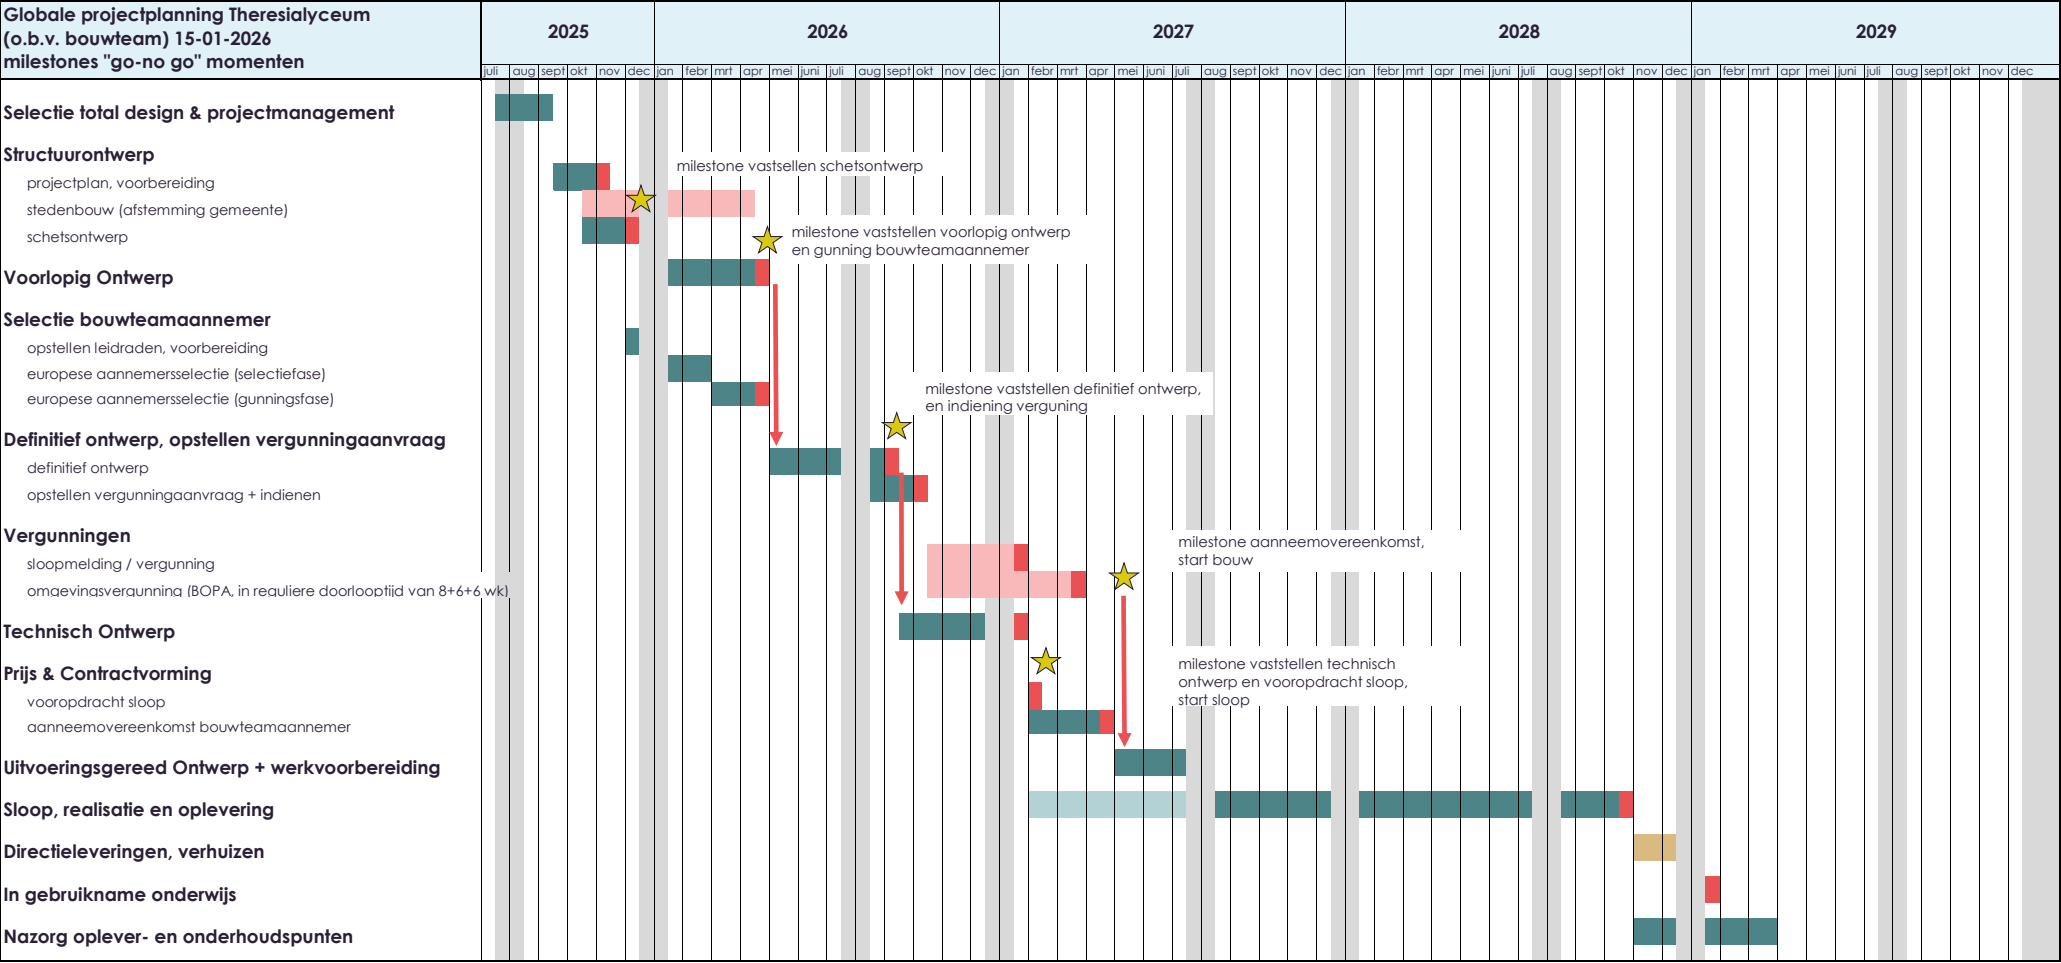 Globale projectplanning Theresialyceum
(o.b.v. bouwteam) 15-01-2026
milestones "go-no go" momenten
2025 2026 2027 2028 2029
juli aug sept okt nov dec jan febr mrt apr mei juni juli aug sept okt nov dec jan febr mrt apr mei juni juli aug sept okt nov dec jan febr mrt apr mei juni juli aug sept okt nov dec jan febr mrt apr mei juni juli aug sept okt nov dec
Selectie total design & projectmanagement
Structuurontwerp
milestone vastsellen schetsontwerp
projectplan, voorbereiding
stedenbouw (afstemming gemeente)
schetsontwerp
milestone vaststellen voorlopig ontwerp
en gunning bouwteamaannemer
Voorlopig Ontwerp
Selectie bouwteamaannemer
opstellen leidraden, voorbereiding
europese aannemersselectie (selectiefase)
europese aannemersselectie (gunningsfase)
milestone vaststellen definitief ontwerp,
en indiening verguning
Definitief ontwerp, opstellen vergunningaanvraag
definitief ontwerp
opstellen vergunningaanvraag + indienen
Vergunningen
milestone aanneemovereenkomst,
start bouw
sloopmelding / vergunning
omgevingsvergunning (BOPA, in reguliere doorlooptijd van 8+6+6 wk)
Technisch Ontwerp
Prijs & Contractvorming
milestone vaststellen technisch
ontwerp en vooropdracht sloop,
start sloop
vooropdracht sloop
aanneemovereenkomst bouwteamaannemer
Uitvoeringsgereed Ontwerp + werkvoorbereiding
Sloop, realisatie en oplevering
Directieleveringen, verhuizen
In gebruikname onderwijs
Nazorg oplever- en onderhoudspunten